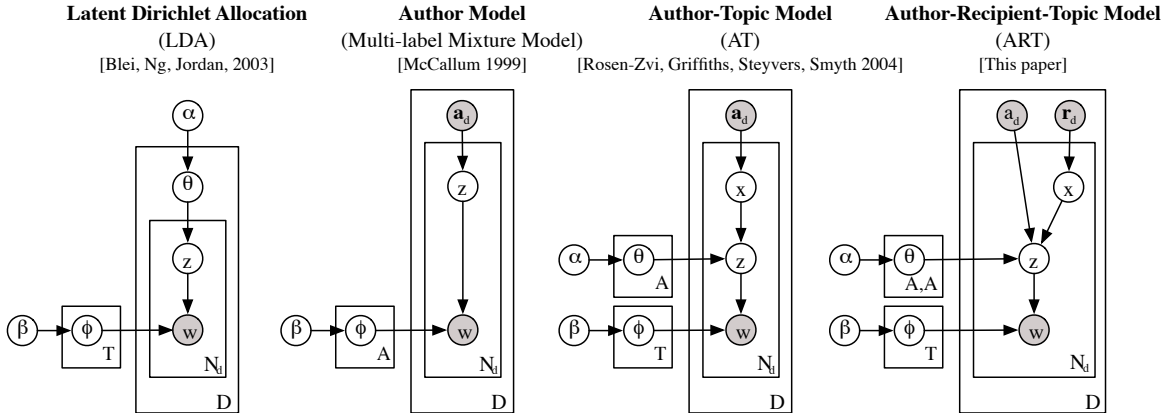 Latent Dirichlet Allocation
(LDA)
[Blei, Ng, Jordan, 2003]
α
θ
z
β
ϕ
T
w
N_d
D
Author Model
(Multi-label Mixture Model)
[McCallum 1999]
a_d
z
β
ϕ
A
w
N_d
D
Author-Topic Model
(AT)
[Rosen-Zvi, Griffiths, Steyvers, Smyth 2004]
a_d
x
α
θ
A
z
β
ϕ
T
w
N_d
D
Author-Recipient-Topic Model
(ART)
[This paper]
a_d
r_d
x
α
θ
A,A
z
β
ϕ
T
w
N_d
D